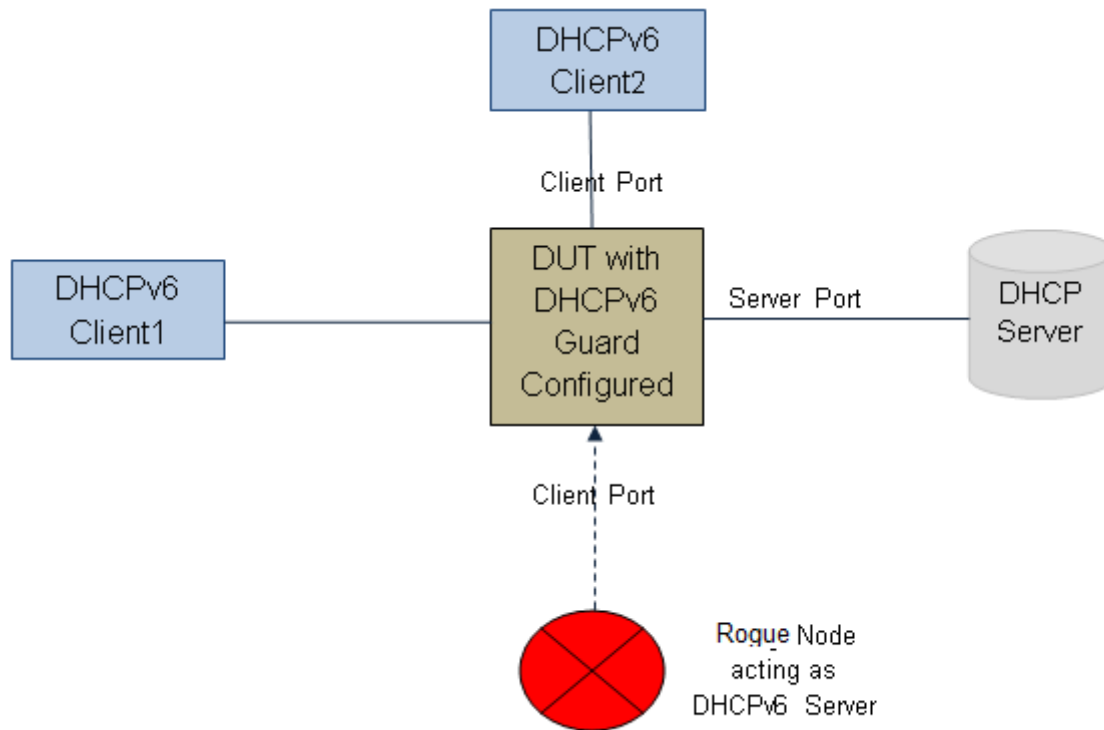 DHCPv6
Client2
Client Port
DHCPv6
Client1
DUT with
DHCPv6
Guard
Configured
Server Port
DHCP
Server
Client Port
Rogue Node
acting as
DHCPv6 Server